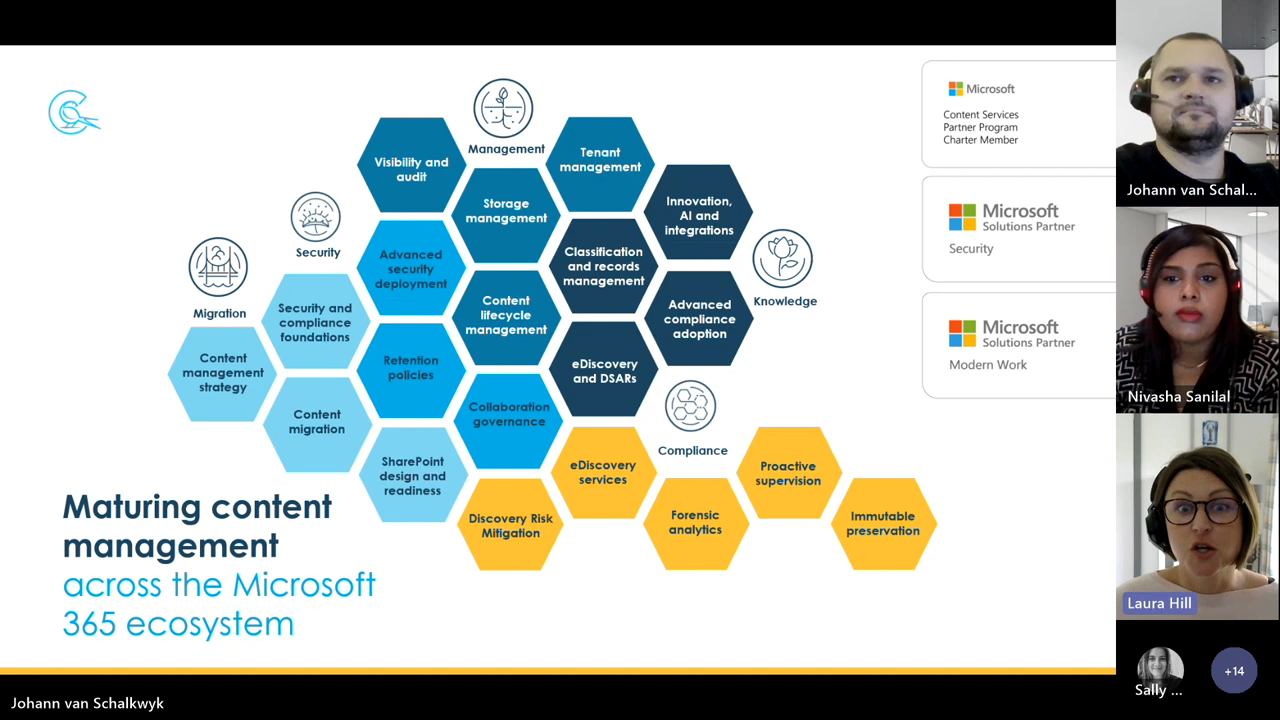 Management
Visibility and
audit
Tenant
management
Storage
management
Innovation,
AI and
integrations
Security
Advanced
security
deployment
Classification
and records
management
Migration
Knowledge
Security and
compliance
foundations
Content
lifecycle
management
Advanced
compliance
adoption
Content
management
strategy
Retention
policies
eDiscovery
and DSARs
Content
migration
Collaboration
governance
Compliance
SharePoint
design and
readiness
eDiscovery
services
Proactive
supervision
Discovery Risk
Mitigation
Forensic
analytics
Immutable
preservation
Maturing content
management
across the Microsoft
365 ecosystem
Microsoft
Content Services
Partner Program
Charter Member
Microsoft
Solutions Partner
Security
Microsoft
Solutions Partner
Modern Work
Johann van Schal...
Nivasha Sanilal
Laura Hill
Sally ...
+14
Johann van Schalkwyk